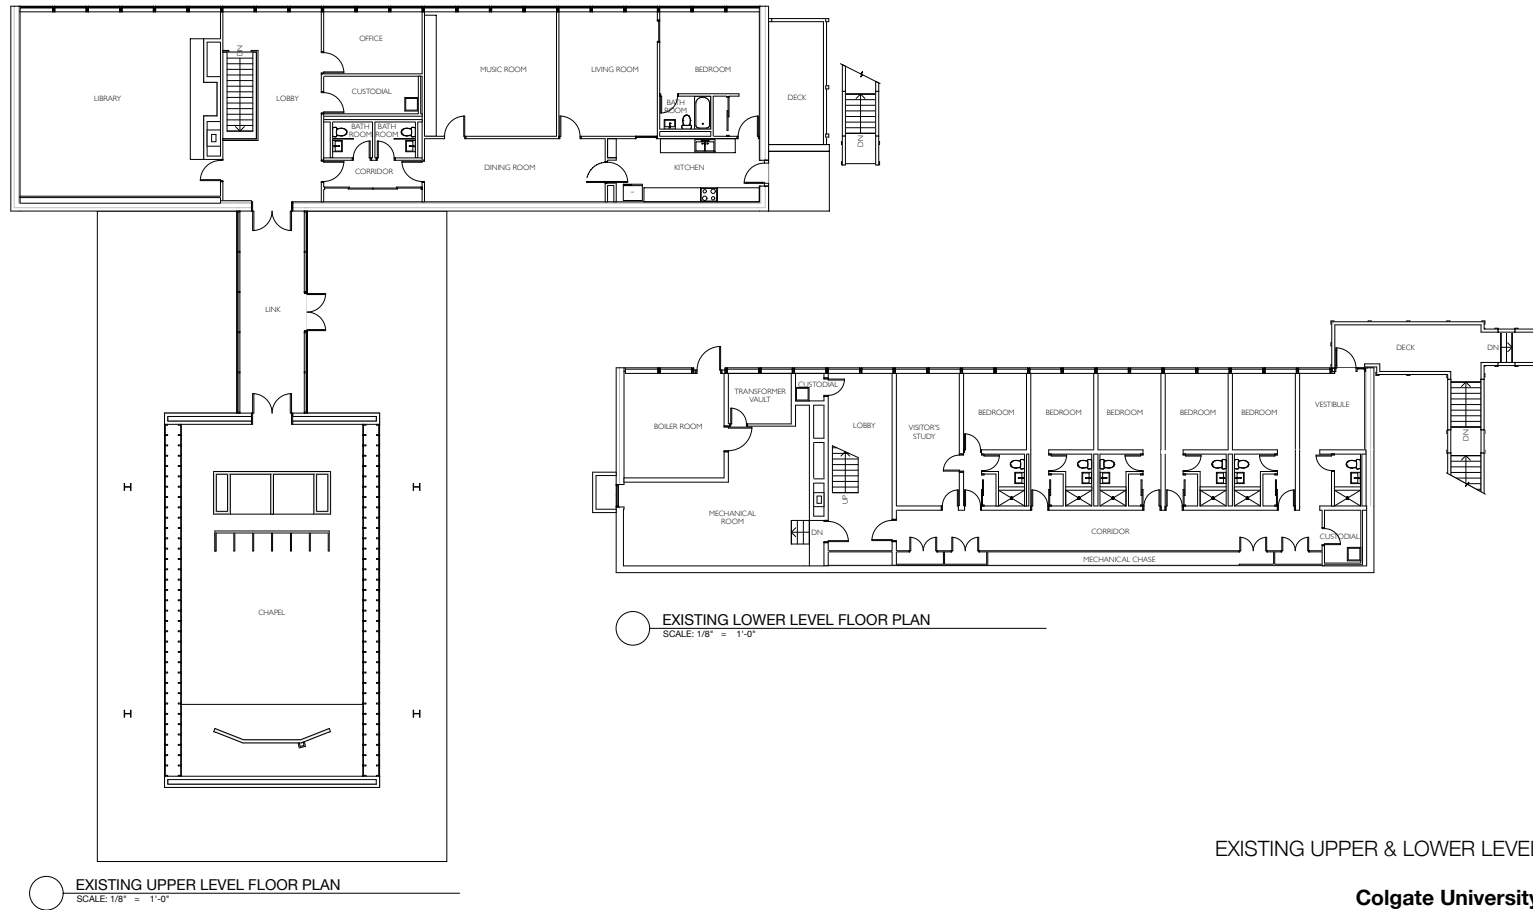 LIBRARY
DN
LOBBY
OFFICE
CUSTODIAL
BATH
ROOM
BATH
ROOM
CORRIDOR
MUSIC ROOM
LIVING ROOM
BEDROOM
BATH
ROOM
DINING ROOM
KITCHEN
DECK
DN
LINK
CHAPEL
EXISTING UPPER LEVEL FLOOR PLAN
SCALE: 1/8" = 1'-0"
BOILER ROOM
TRANSFORMER
VAULT
CUSTODIAL
LOBBY
UP
MECHANICAL
ROOM
DN
VISITOR'S
STUDY
BEDROOM
BEDROOM
BEDROOM
BEDROOM
BEDROOM
VESTIBULE
DECK
DN
DN
CORRIDOR
CUSTODIAL
MECHANICAL CHASE
EXISTING LOWER LEVEL FLOOR PLAN
SCALE: 1/8" = 1'-0"
EXISTING UPPER & LOWER LEVEL
Colgate University